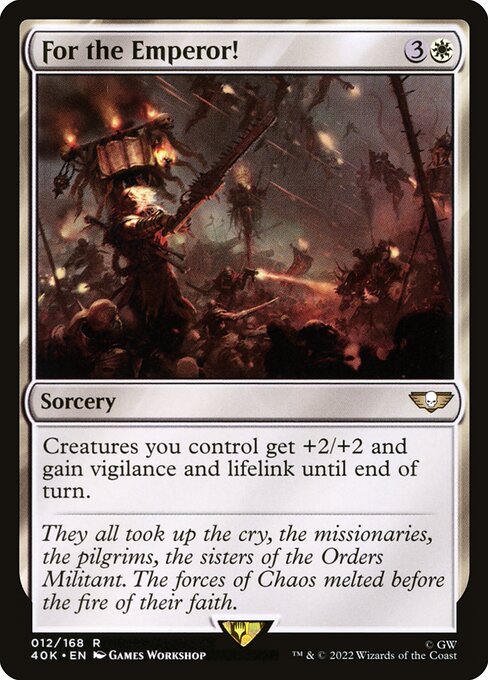 For the Emperor! 3
Sorcery
Creatures you control get +2/+2 and
gain vigilance and lifelink until end of
turn.
They all took up the cry, the missionaries,
the pilgrims, the sisters of the Orders
Militant. The forces of Chaos melted before
the fire of their faith.
012/168 R
© GW
40K • EN Games Workshop
™ & © 2022 Wizards of the Coast